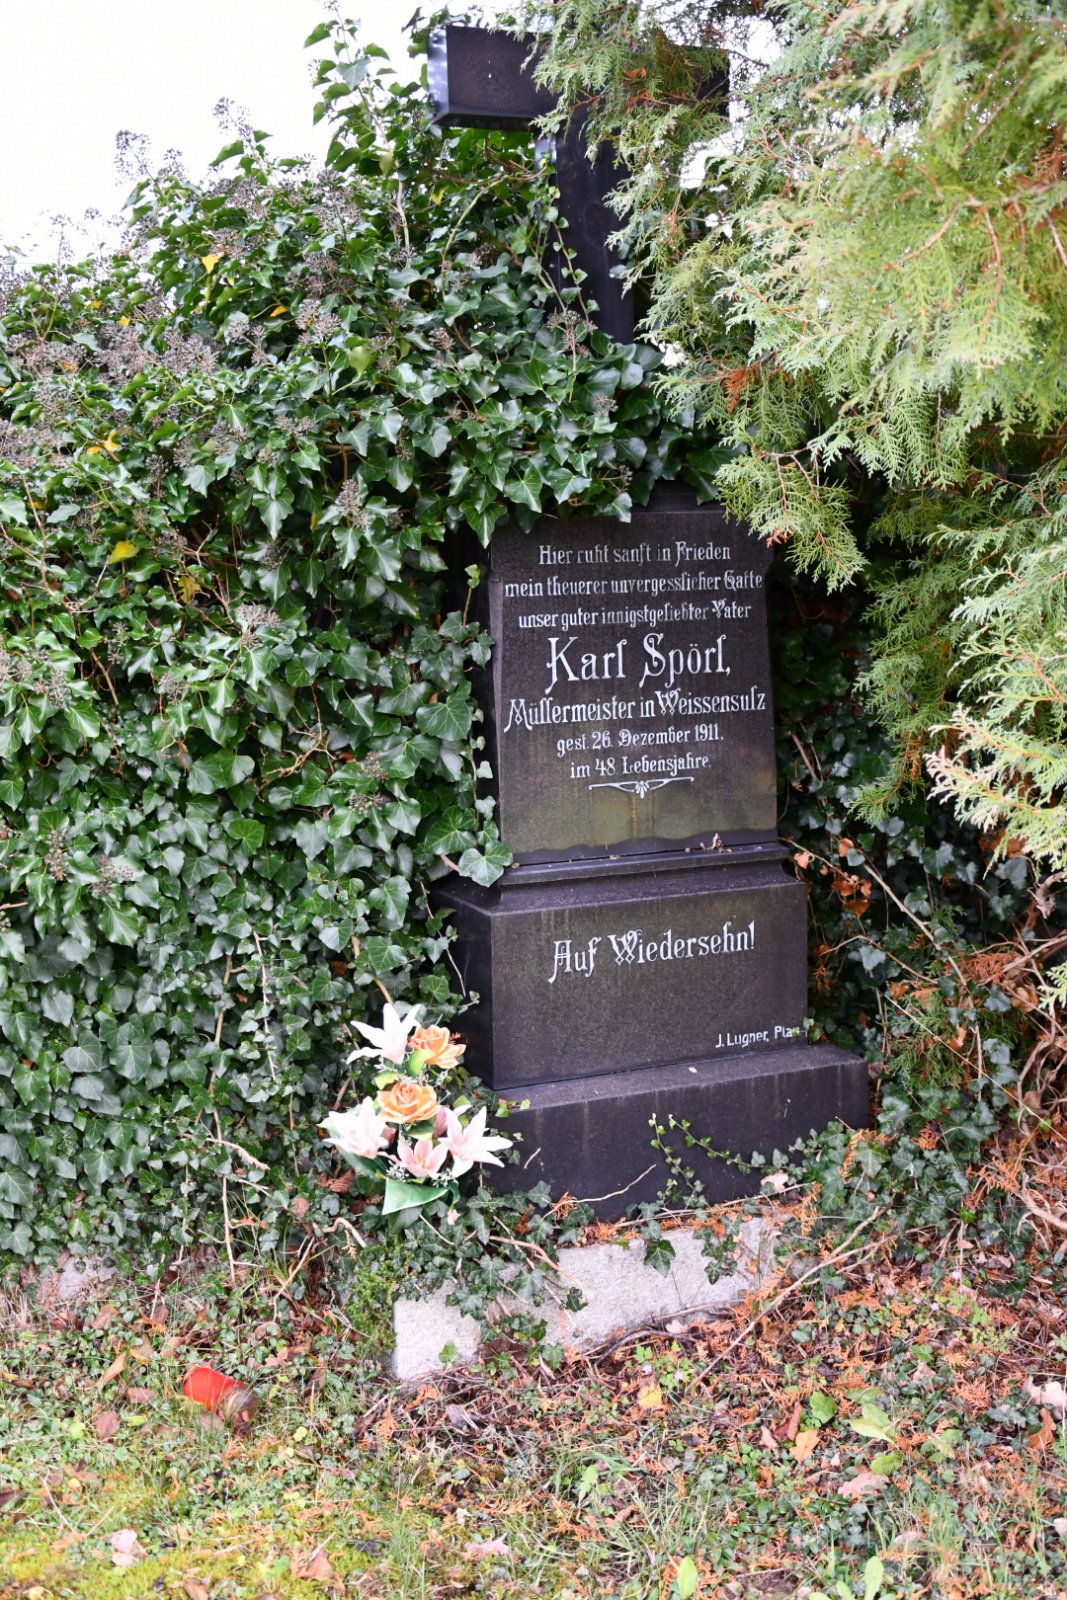 Hier ruht sanft in Frieden
mein theuerer unvergesslicher Gatte
unser guter innigstgeliebter Vater
Karl Spörl,
Müllermeister in Weissensulz
gest. 26. Dezember 1911,
im 48. Lebensjahre.
Auf Wiedersehn!
J. Lugner,